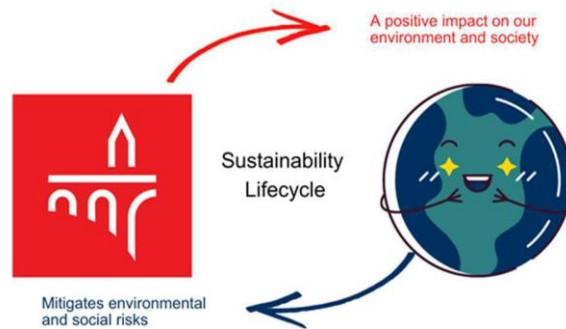 A positive impact on our
environment and society
Sustainability
Lifecycle
Mitigates environmental
and social risks